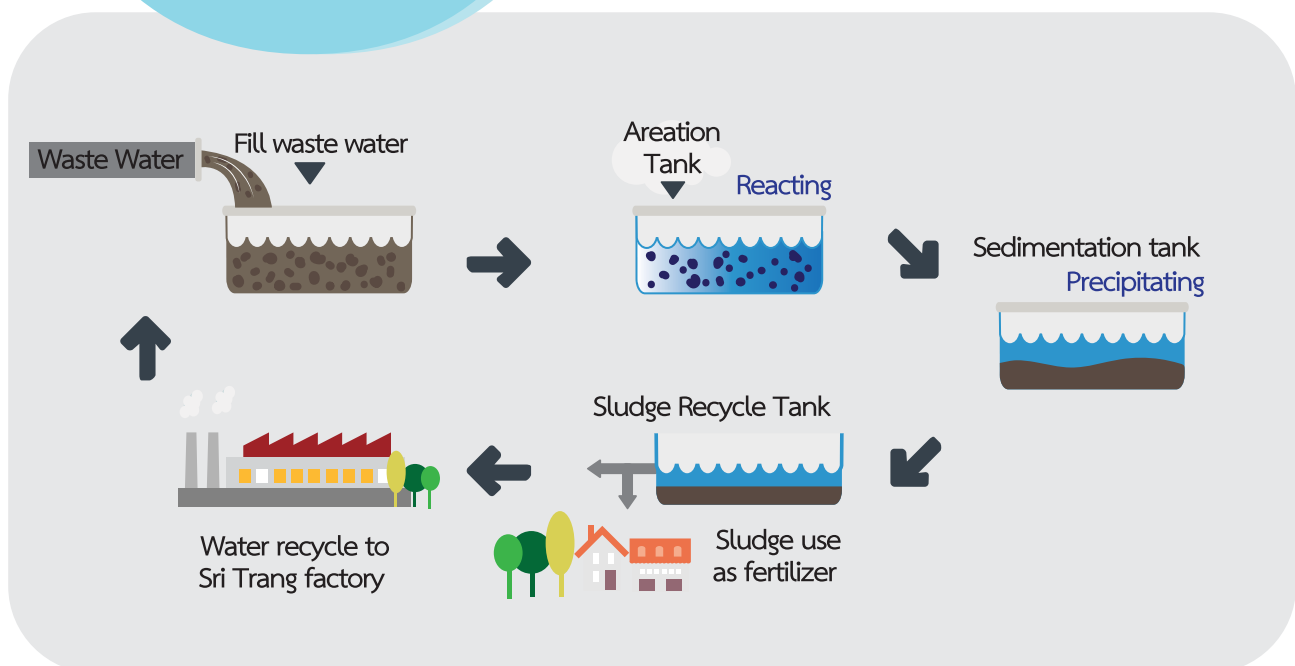 Waste Water
Fill waste water
Areation
Tank
Reacting
Sedimentation tank
Precipitating
Sludge Recycle Tank
Sludge use
as fertilizer
Water recycle to
Sri Trang factory